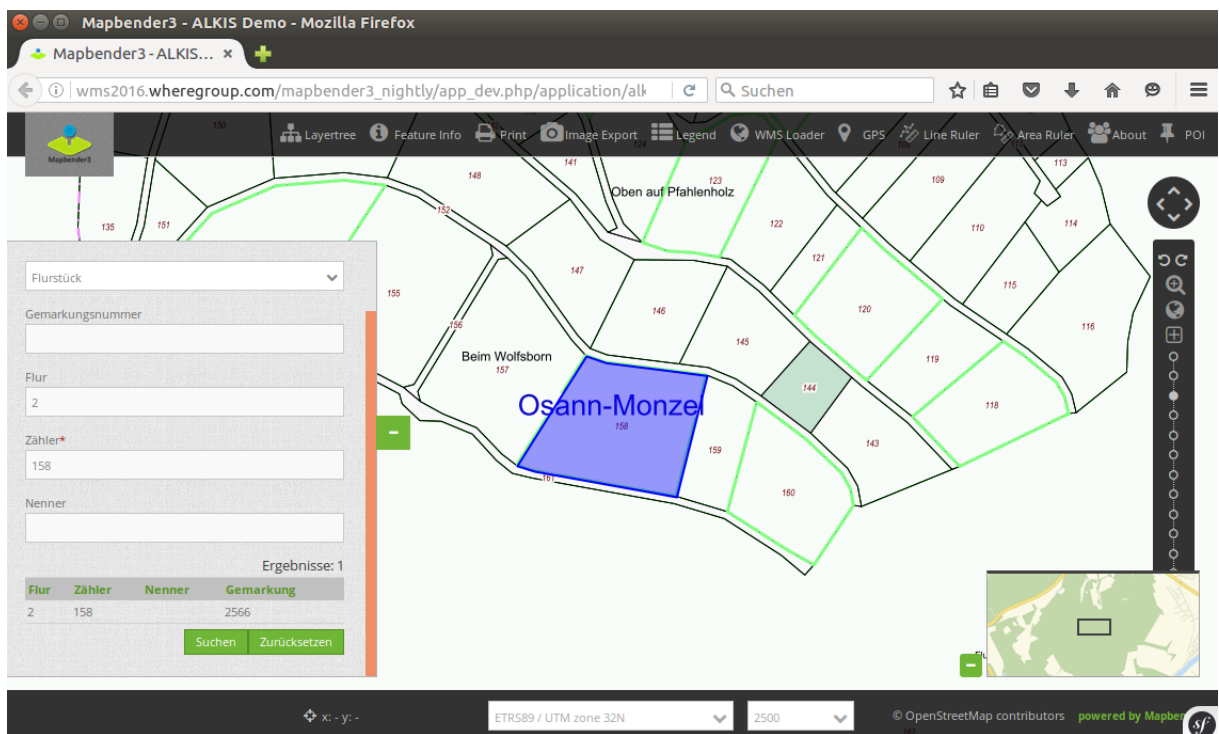 Mapbender3 - ALKIS Demo - Mozilla Firefox
Mapbender3 - ALKIS... ×
wms2016.wheregroup.com/mapbender3_nightly/app_dev.php/application/alk
Suchen
Mapbender3
Layertree
Feature Info
Print
Image Export
Legend
WMS Loader
GPS
Line Ruler
Area Ruler
About
POI
150
124
108
141
113
148
123
109
Oben auf Pfahlenholz
152
135
151
122
110
114
121
147
115
155
146
120
156
116
145
119
Beim Wolfsborn
157
144
118
Osann-Monzel
158
159
143
161
160
Flurstück
Gemarkungsnummer
Flur
2
Zähler*
158
Nenner
Ergebnisse: 1
Flur Zähler Nenner Gemarkung
2 158 2566
Suchen Zurücksetzen
x: - y: -
ETRS89 / UTM zone 32N
2500
© OpenStreetMap contributors
powered by Mapben
sf
162